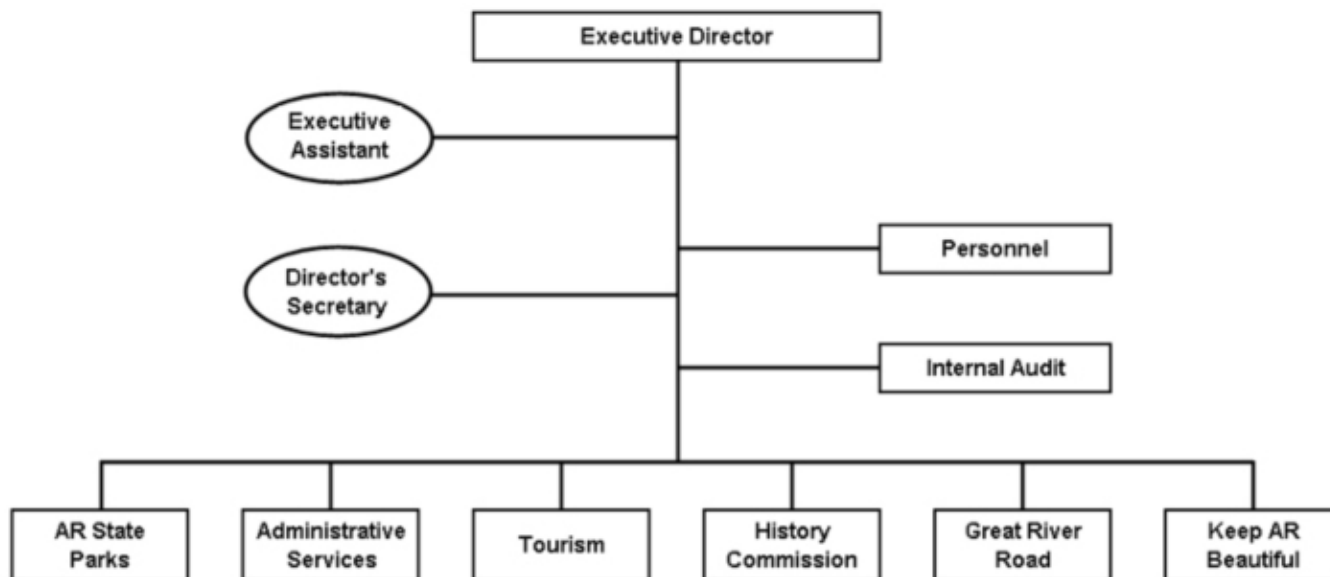 Executive Director
Executive
Assistant
Personnel
Director's
Secretary
Internal Audit
AR State
Parks
Administrative
Services
Tourism
History
Commission
Great River
Road
Keep AR
Beautiful